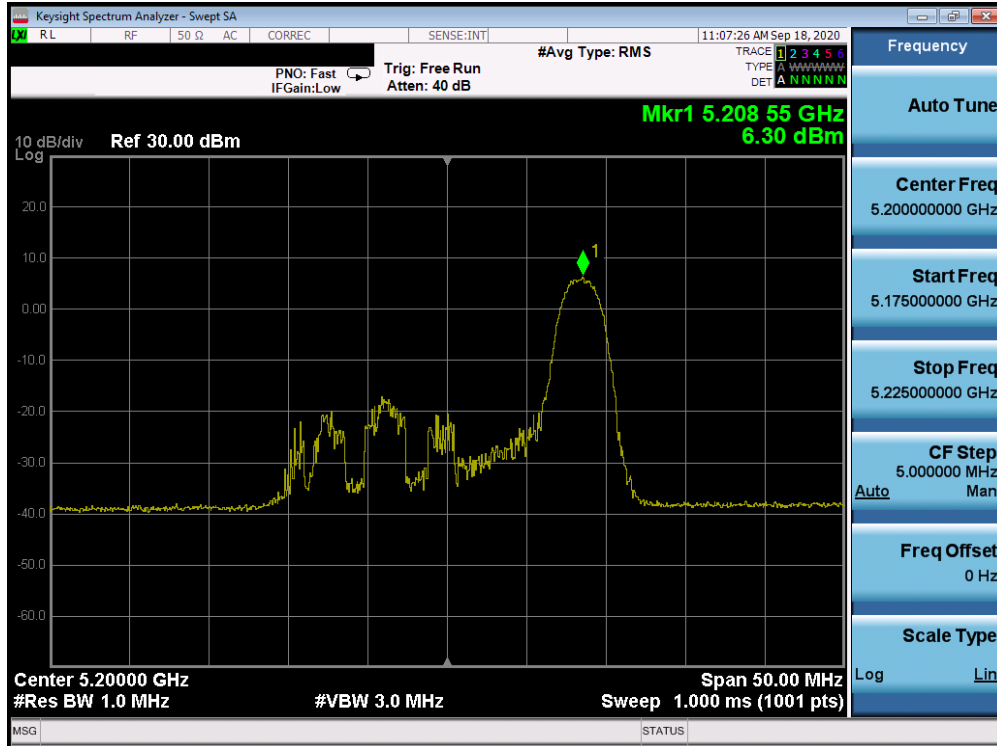 Keysight Spectrum Analyzer - Swept SA
LXI RL RF 50 Ω AC CORREC SENSE:INT 11:07:26 AM Sep 18, 2020
#Avg Type: RMS TRACE 1 2 3 4 5 6
PNO: Fast Trig: Free Run TYPE A WWWWW
IFGain:Low Atten: 40 dB DET A N N N N N
Mkr1 5.208 55 GHz
6.30 dBm
10 dB/div Ref 30.00 dBm
Log
1
20.0
10.0
0.00
-10.0
-20.0
-30.0
-40.0
-50.0
-60.0
Center 5.20000 GHz Span 50.00 MHz
#Res BW 1.0 MHz #VBW 3.0 MHz Sweep 1.000 ms (1001 pts)
MSG STATUS
Frequency
Auto Tune
Center Freq
5.200000000 GHz
Start Freq
5.175000000 GHz
Stop Freq
5.225000000 GHz
CF Step
5.000000 MHz
Auto Man
Freq Offset
0 Hz
Scale Type
Log Lin